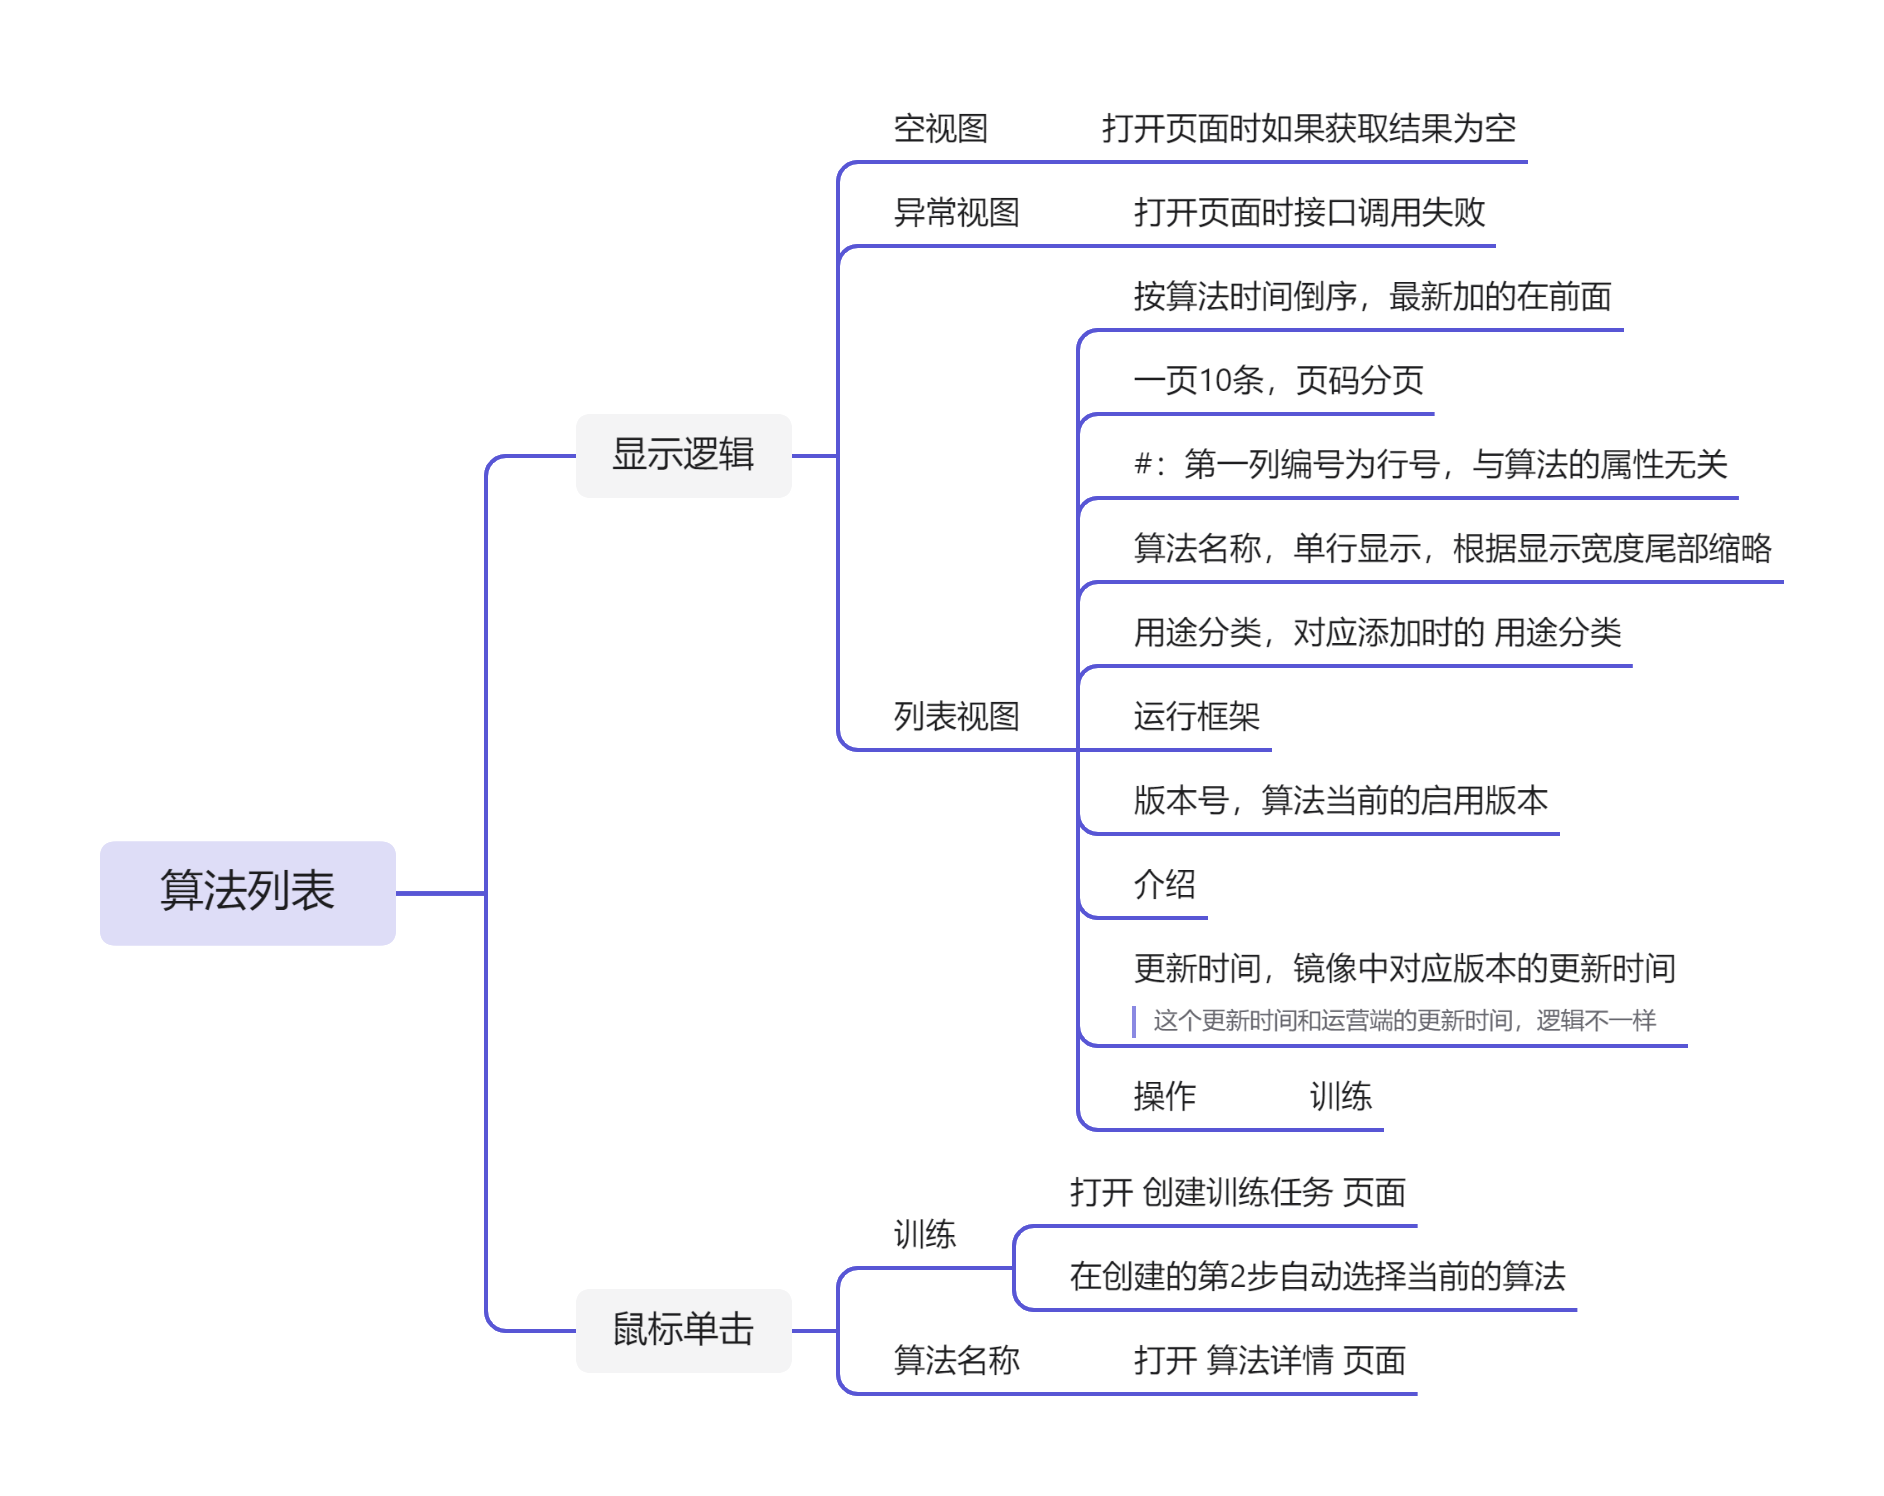 算法列表
显示逻辑
空视图
打开页面时如果获取结果为空
异常视图
打开页面时接口调用失败
列表视图
按算法时间倒序，最新加的在前面
一页10条，页码分页
#：第一列编号为行号，与算法的属性无关
算法名称，单行显示，根据显示宽度尾部缩略
用途分类，对应添加时的 用途分类
运行框架
版本号，算法当前的启用版本
介绍
更新时间，镜像中对应版本的更新时间
这个更新时间和运营端的更新时间，逻辑不一样
操作
训练
鼠标单击
训练
打开 创建训练任务 页面
在创建的第2步自动选择当前的算法
算法名称
打开 算法详情 页面